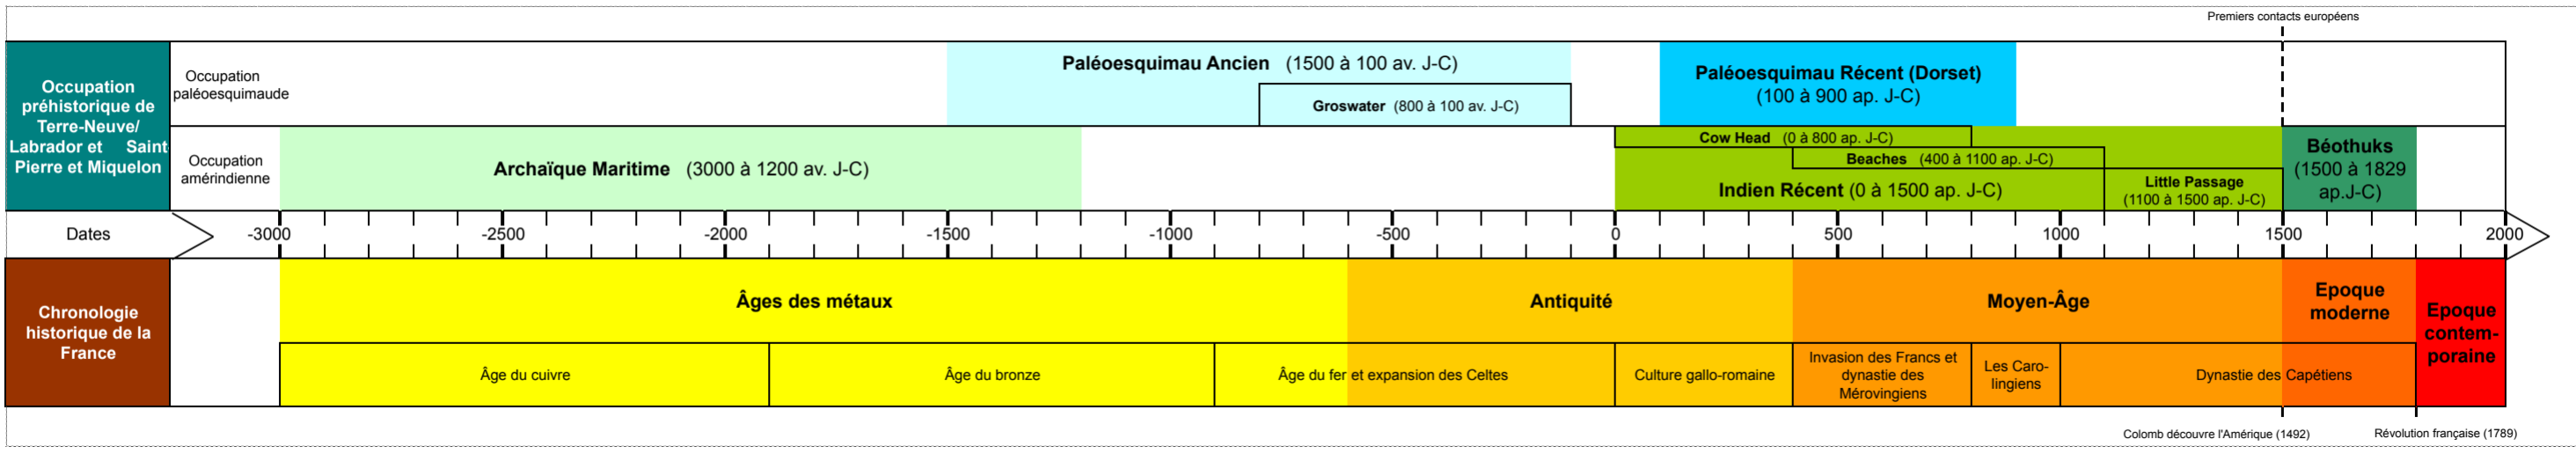 Premiers contacts européens
Occupation
préhistorique de
Terre-Neuve/
Labrador et Saint
Pierre et Miquelon
Occupation
paléoesquimaude
Paléoesquimau Ancien (1500 à 100 av. J-C)
Groswater (800 à 100 av. J-C)
Paléoesquimau Récent (Dorset)
(100 à 900 ap. J-C)
Occupation
amérindienne
Archaïque Maritime (3000 à 1200 av. J-C)
Cow Head (0 à 800 ap. J-C)
Beaches (400 à 1100 ap. J-C)
Indien Récent (0 à 1500 ap. J-C)
Little Passage
(1100 à 1500 ap. J-C)
Béothuks
(1500 à 1829
ap.J-C)
Dates
-3000 -2500 -2000 -1500 -1000 -500 0 500 1000 1500 2000
Chronologie
historique de la
France
Âges des métaux
Antiquité
Moyen-Âge
Epoque
moderne
Epoque
contem-
poraine
Âge du cuivre
Âge du bronze
Âge du fer et expansion des Celtes
Culture gallo-romaine
Invasion des Francs et
dynastie des
Mérovingiens
Les Caro-
lingiens
Dynastie des Capétiens
Colomb découvre l'Amérique (1492)
Révolution française (1789)